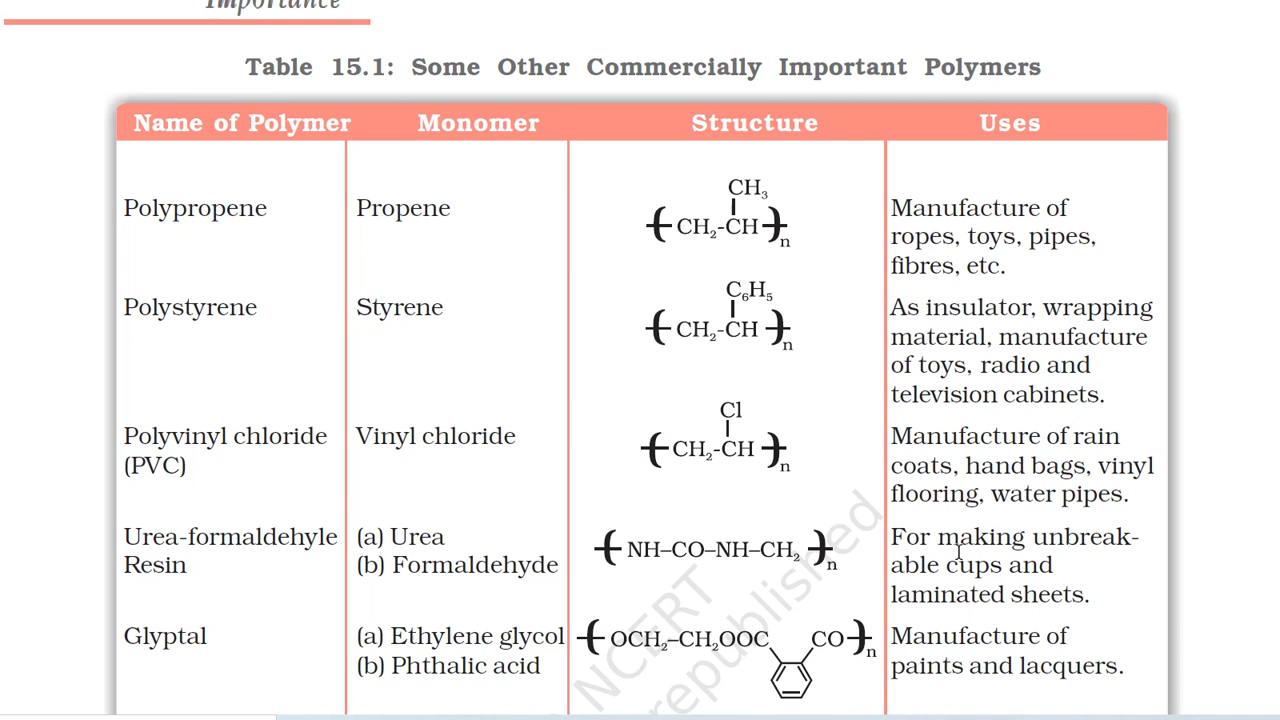 Importance
Table 15.1: Some Other Commercially Important Polymers
Name of Polymer Monomer Structure Uses
Polypropene Propene
CH3
( CH2-CH )n
Manufacture of
ropes, toys, pipes,
fibres, etc.
Polystyrene Styrene
C6H5
( CH2-CH )n
As insulator, wrapping
material, manufacture
of toys, radio and
television cabinets.
Polyvinyl chloride
(PVC)
Vinyl chloride
Cl
( CH2-CH )n
Manufacture of rain
coats, hand bags, vinyl
flooring, water pipes.
Urea-formaldehyle
Resin
(a) Urea
(b) Formaldehyde
( NH–CO–NH–CH2 )n
For making unbreak-
able cups and
laminated sheets.
Glyptal
(a) Ethylene glycol
(b) Phthalic acid
( OCH2–CH2OOC CO )n
Manufacture of
paints and lacquers.
NCERT
republished